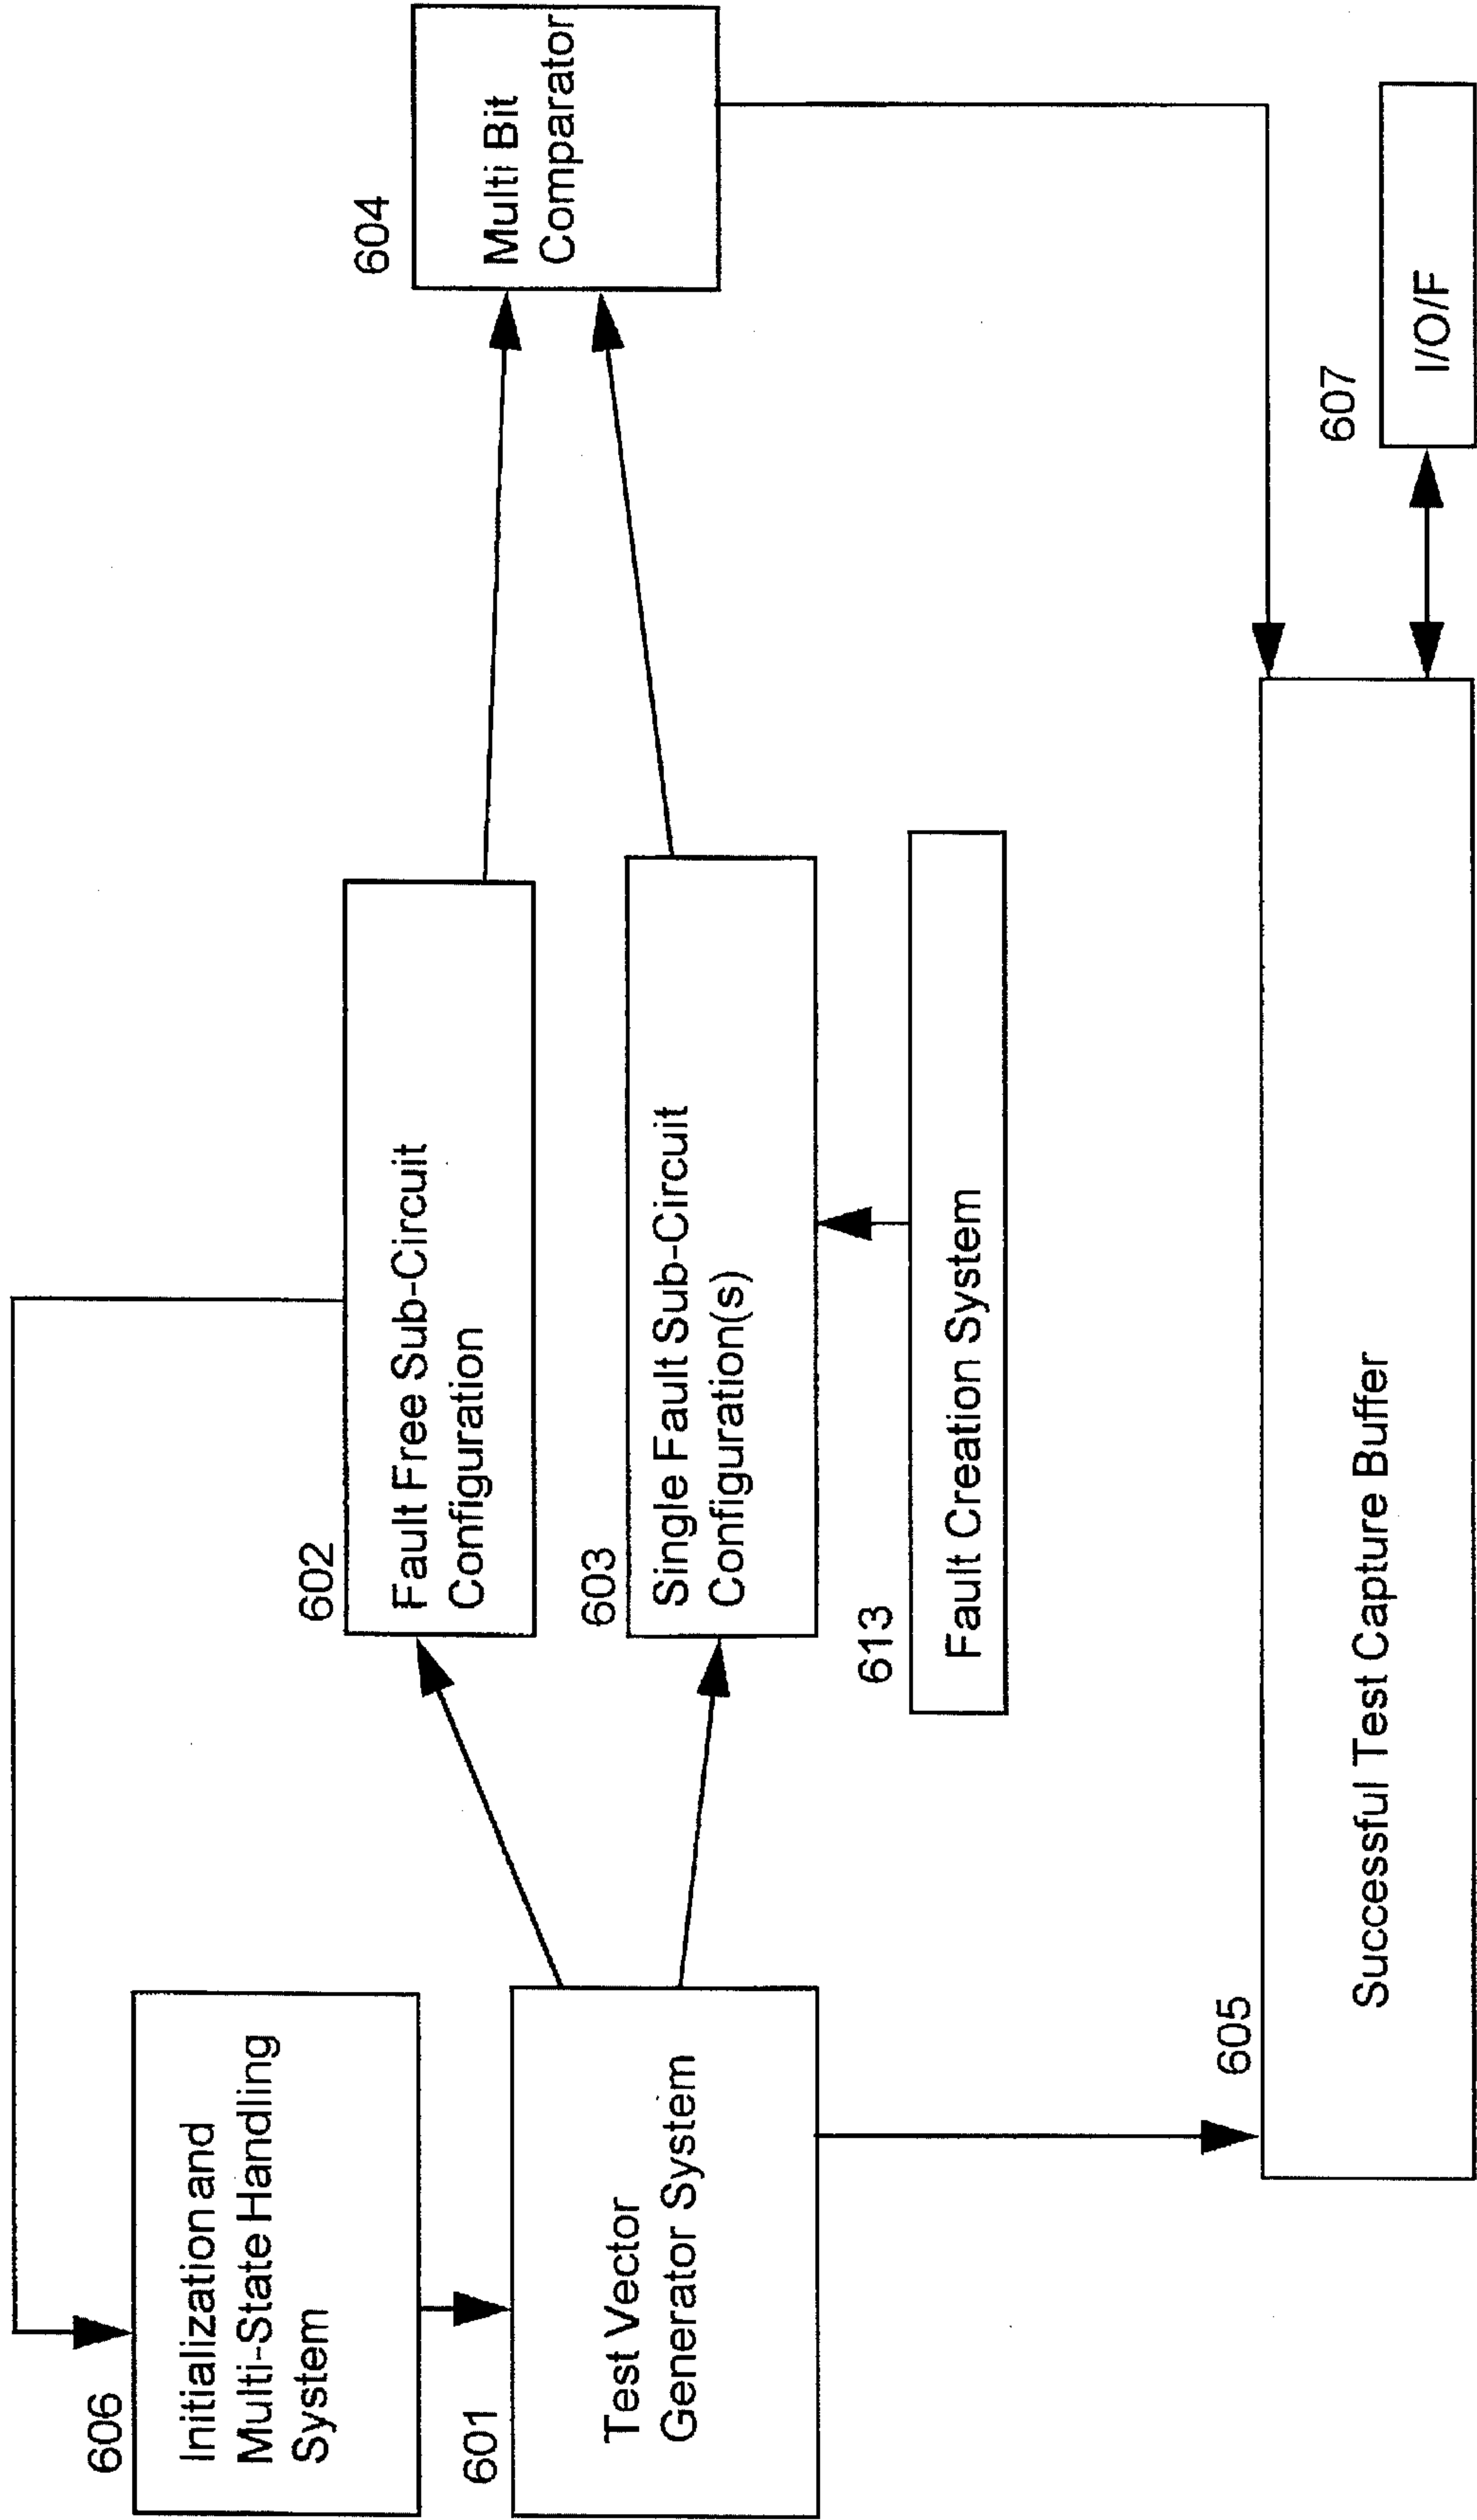 606
Initialization and
Multi-State Handling
System
601
Test Vector
Generator System
602
Fault Free Sub-Circuit
Configuration
603
Single Fault Sub-Circuit
Configuration(s)
613
Fault Creation System
604
Multi Bit
Comparator
605
Successful Test Capture Buffer
607
I/O/F